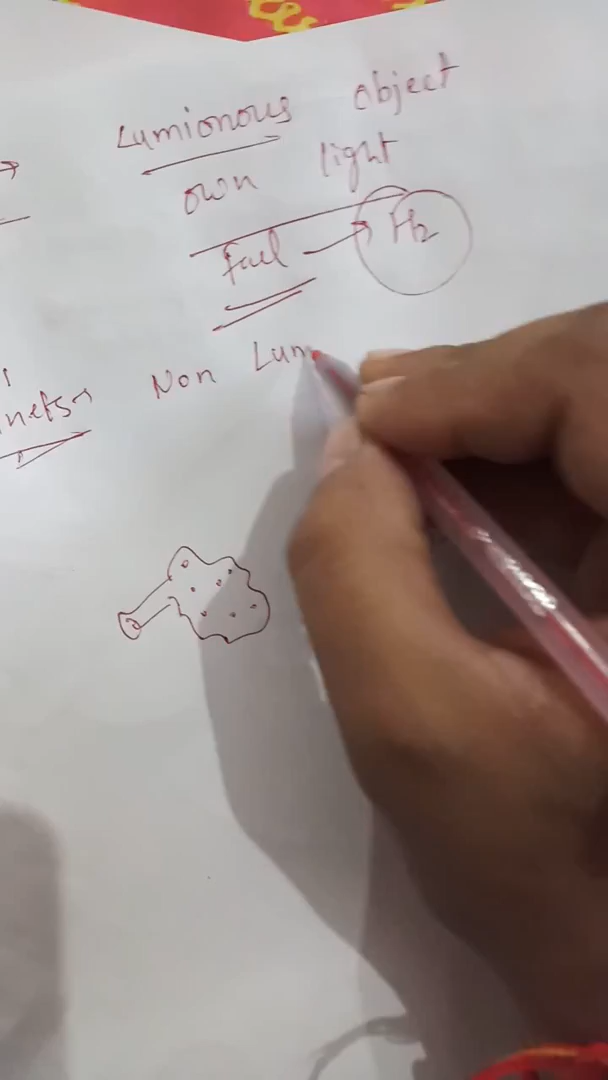 Lumionous object
own light
Fuel → H2
Non Lum
nets